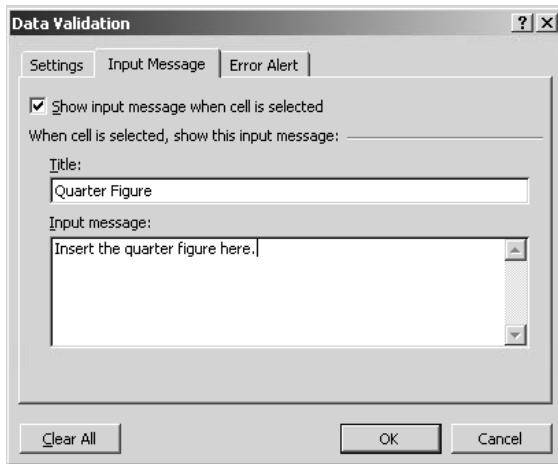 Data Validation
Settings Input Message Error Alert
Show input message when cell is selected
When cell is selected, show this input message:
Title:
Quarter Figure
Input message:
Insert the quarter figure here.
Clear All OK Cancel